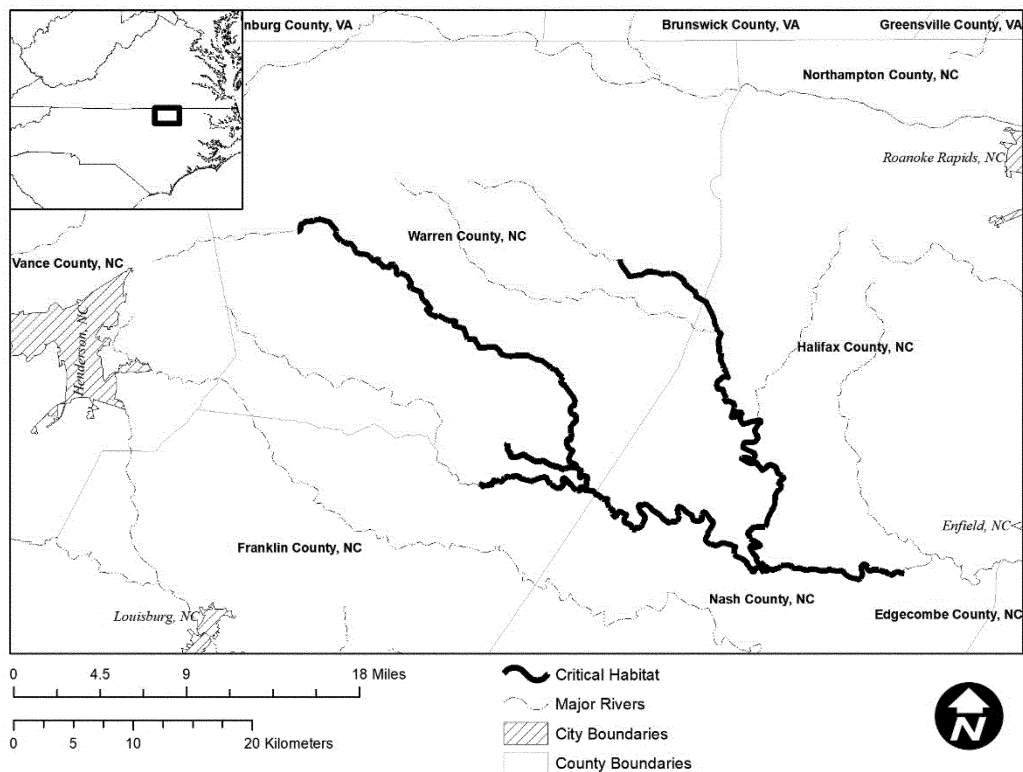 nburg County, VA
Brunswick County, VA
Greensville County, VA
Northampton County, NC
Roanoke Rapids, NC
Warren County, NC
Vance County, NC
Henderson, NC
Halifax County, NC
Enfield, NC
Franklin County, NC
Nash County, NC
Louisburg, NC
Edgecombe County, NC
0 4.5 9 18 Miles
0 5 10 20 Kilometers
Critical Habitat
Major Rivers
City Boundaries
County Boundaries
N